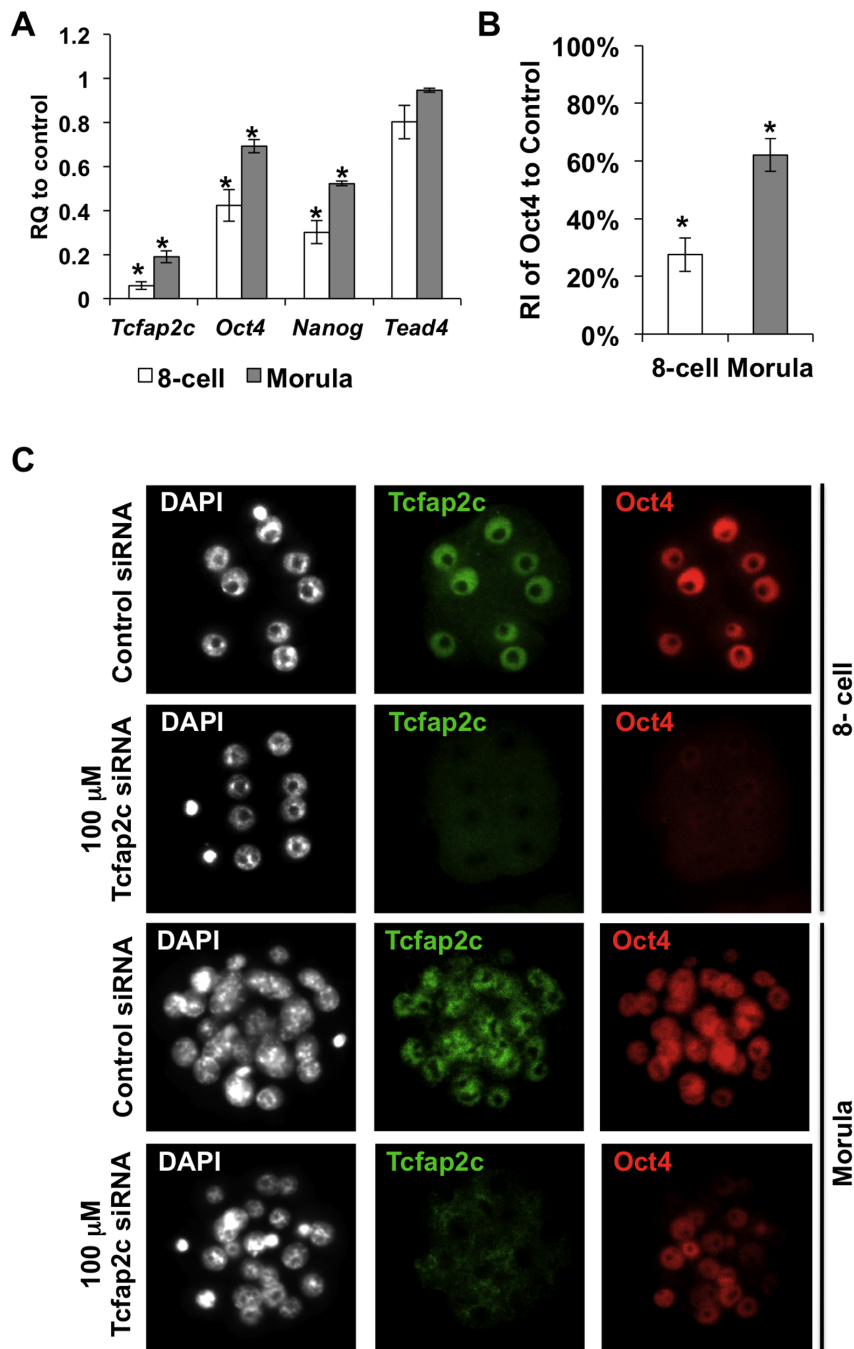 A
1.2
1
0.8
0.6
0.4
0.2
0
RQ to control
* * * * * *
Tcfap2c Oct4 Nanog Tead4
8-cell Morula
B
100%
80%
60%
40%
20%
0%
RI of Oct4 to Control
* *
8-cell Morula
C
Control siRNA
DAPI Tcfap2c Oct4
100 μM
Tcfap2c siRNA
DAPI Tcfap2c Oct4
8- cell
Control siRNA
DAPI Tcfap2c Oct4
100 μM
Tcfap2c siRNA
DAPI Tcfap2c Oct4
Morula